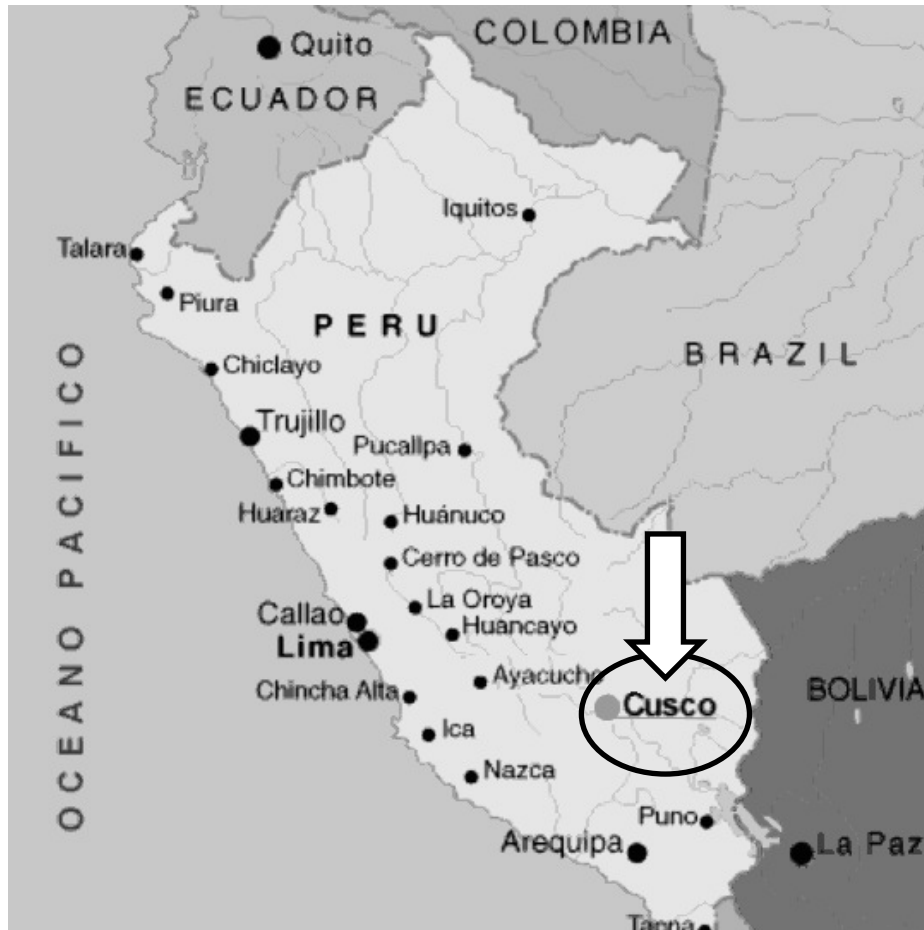 COLOMBIA
Quito
ECUADOR
Iquitos
Talara
Piura
PERU
BRAZIL
Chiclayo
Trujillo
Pucallpa
Chimbote
Huaraz
Huánuco
Cerro de Pasco
La Oroya
Callao
Huancayo
Lima
Ayacucho
Chincha Alta
Cusco
BOLIVIA
Ica
Nazca
Puno
Arequipa
La Paz
Tacna
OCEANO PACIFICO